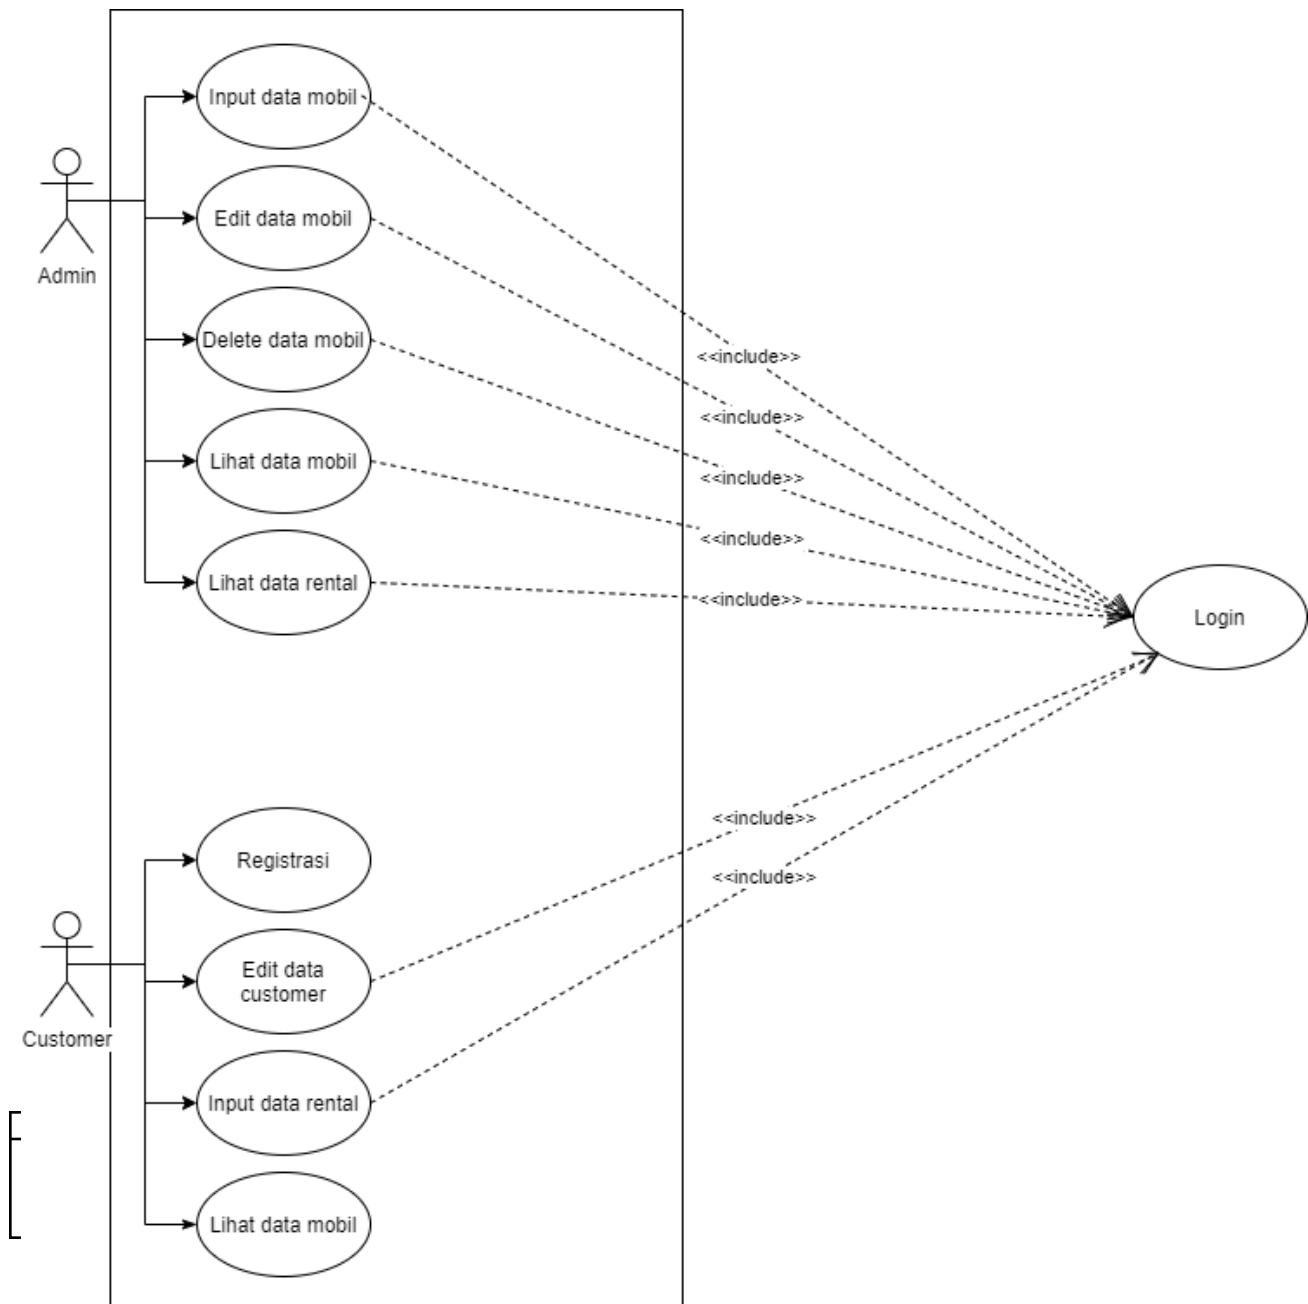 Input data mobil
Edit data mobil
Admin
Delete data mobil
<<include>>
<<include>>
Lihat data mobil
<<include>>
<<include>>
Lihat data rental
<<include>>
Login
<<include>>
Registrasi
<<include>>
Edit data
customer
Customer
Input data rental
Lihat data mobil